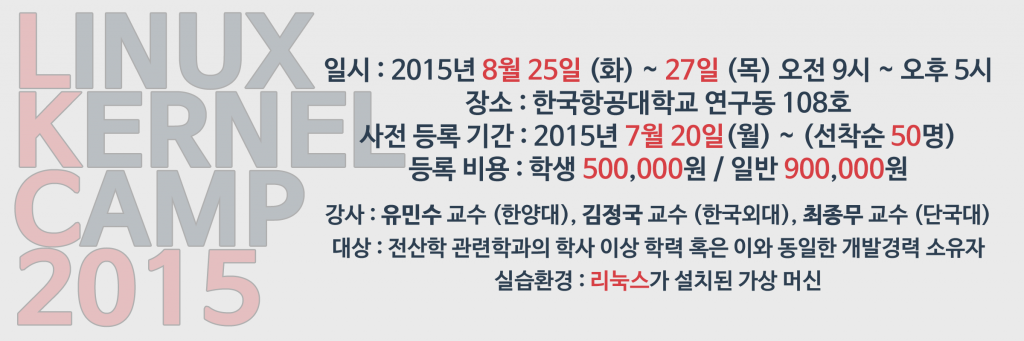 LINUX
KERNEL
CAMP
2015
일시 : 2015년 8월 25일 (화) ~ 27일 (목) 오전 9시 ~ 오후 5시
장소 : 한국항공대학교 연구동 108호
사전 등록 기간 : 2015년 7월 20일(월) ~ (선착순 50명)
등록 비용 : 학생 500,000원 / 일반 900,000원
강사 : 유민수 교수 (한양대), 김정국 교수 (한국외대), 최종무 교수 (단국대)
대상 : 전산학 관련학과의 학사 이상 학력 혹은 이와 동일한 개발경력 소유자
실습환경 : 리눅스가 설치된 가상 머신